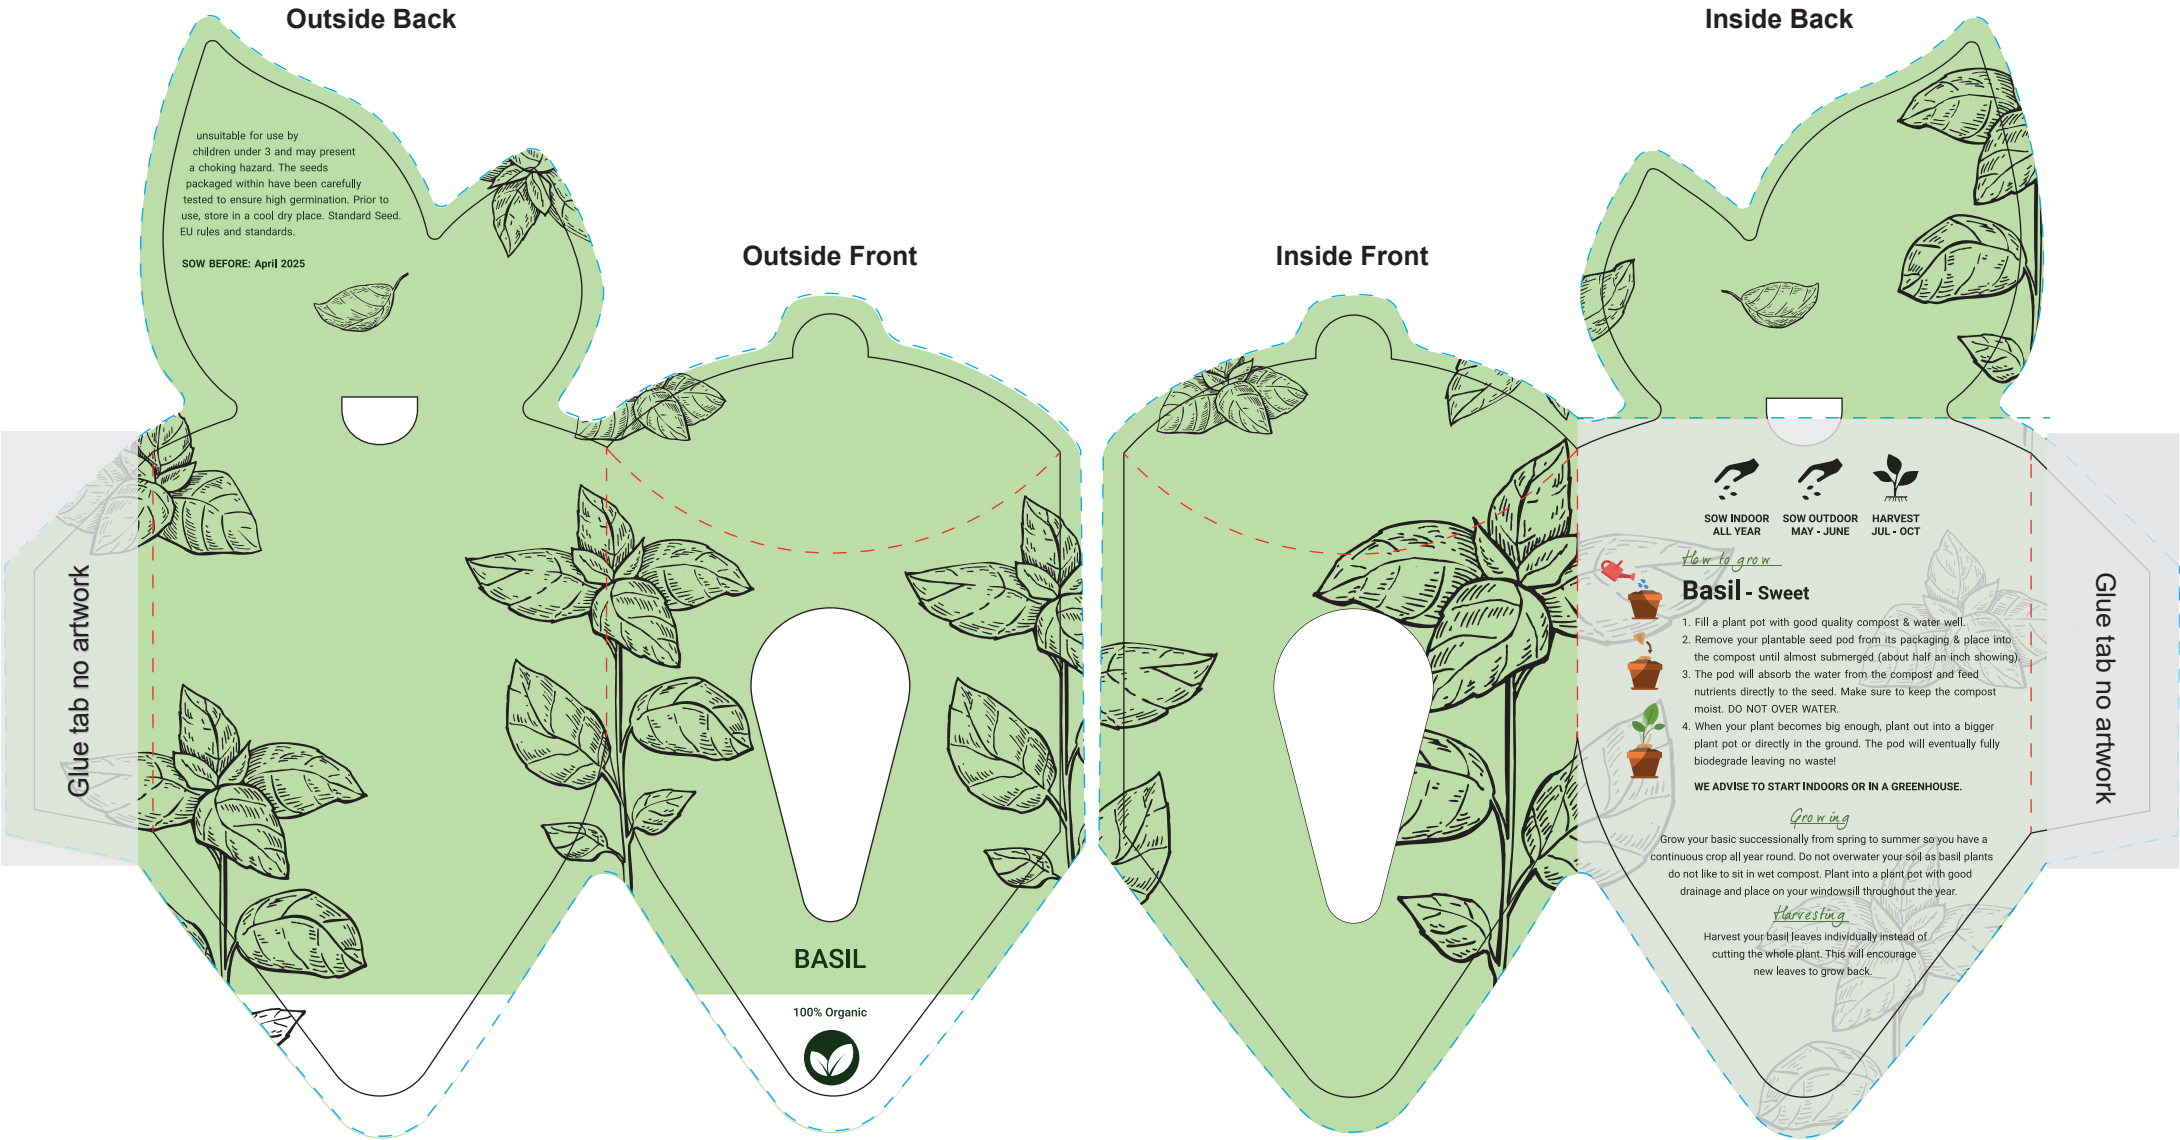 Outside Back
unsuitable for use by
children under 3 and may present
a choking hazard. The seeds
packaged within have been carefully
tested to ensure high germination. Prior to
use, store in a cool dry place. Standard Seed.
EU rules and standards.
SOW BEFORE: April 2025
Glue tab no artwork
Outside Front
BASIL
100% Organic
Inside Front
Inside Back
SOW INDOOR
ALL YEAR
SOW OUTDOOR
MAY - JUNE
HARVEST
JUL - OCT
How to grow
Basil - Sweet
1. Fill a plant pot with good quality compost & water well.
2. Remove your plantable seed pod from its packaging & place into
the compost until almost submerged (about half an inch showing).
3. The pod will absorb the water from the compost and feed
nutrients directly to the seed. Make sure to keep the compost
moist. DO NOT OVER WATER.
4. When your plant becomes big enough, plant out into a bigger
plant pot or directly in the ground. The pod will eventually fully
biodegrade leaving no waste!
WE ADVISE TO START INDOORS OR IN A GREENHOUSE.
Growing
Grow your basic successionally from spring to summer so you have a
continuous crop all year round. Do not overwater your soil as basil plants
do not like to sit in wet compost. Plant into a plant pot with good
drainage and place on your windowsill throughout the year.
Harvesting
Harvest your basil leaves individually instead of
cutting the whole plant. This will encourage
new leaves to grow back.
Glue tab no artwork